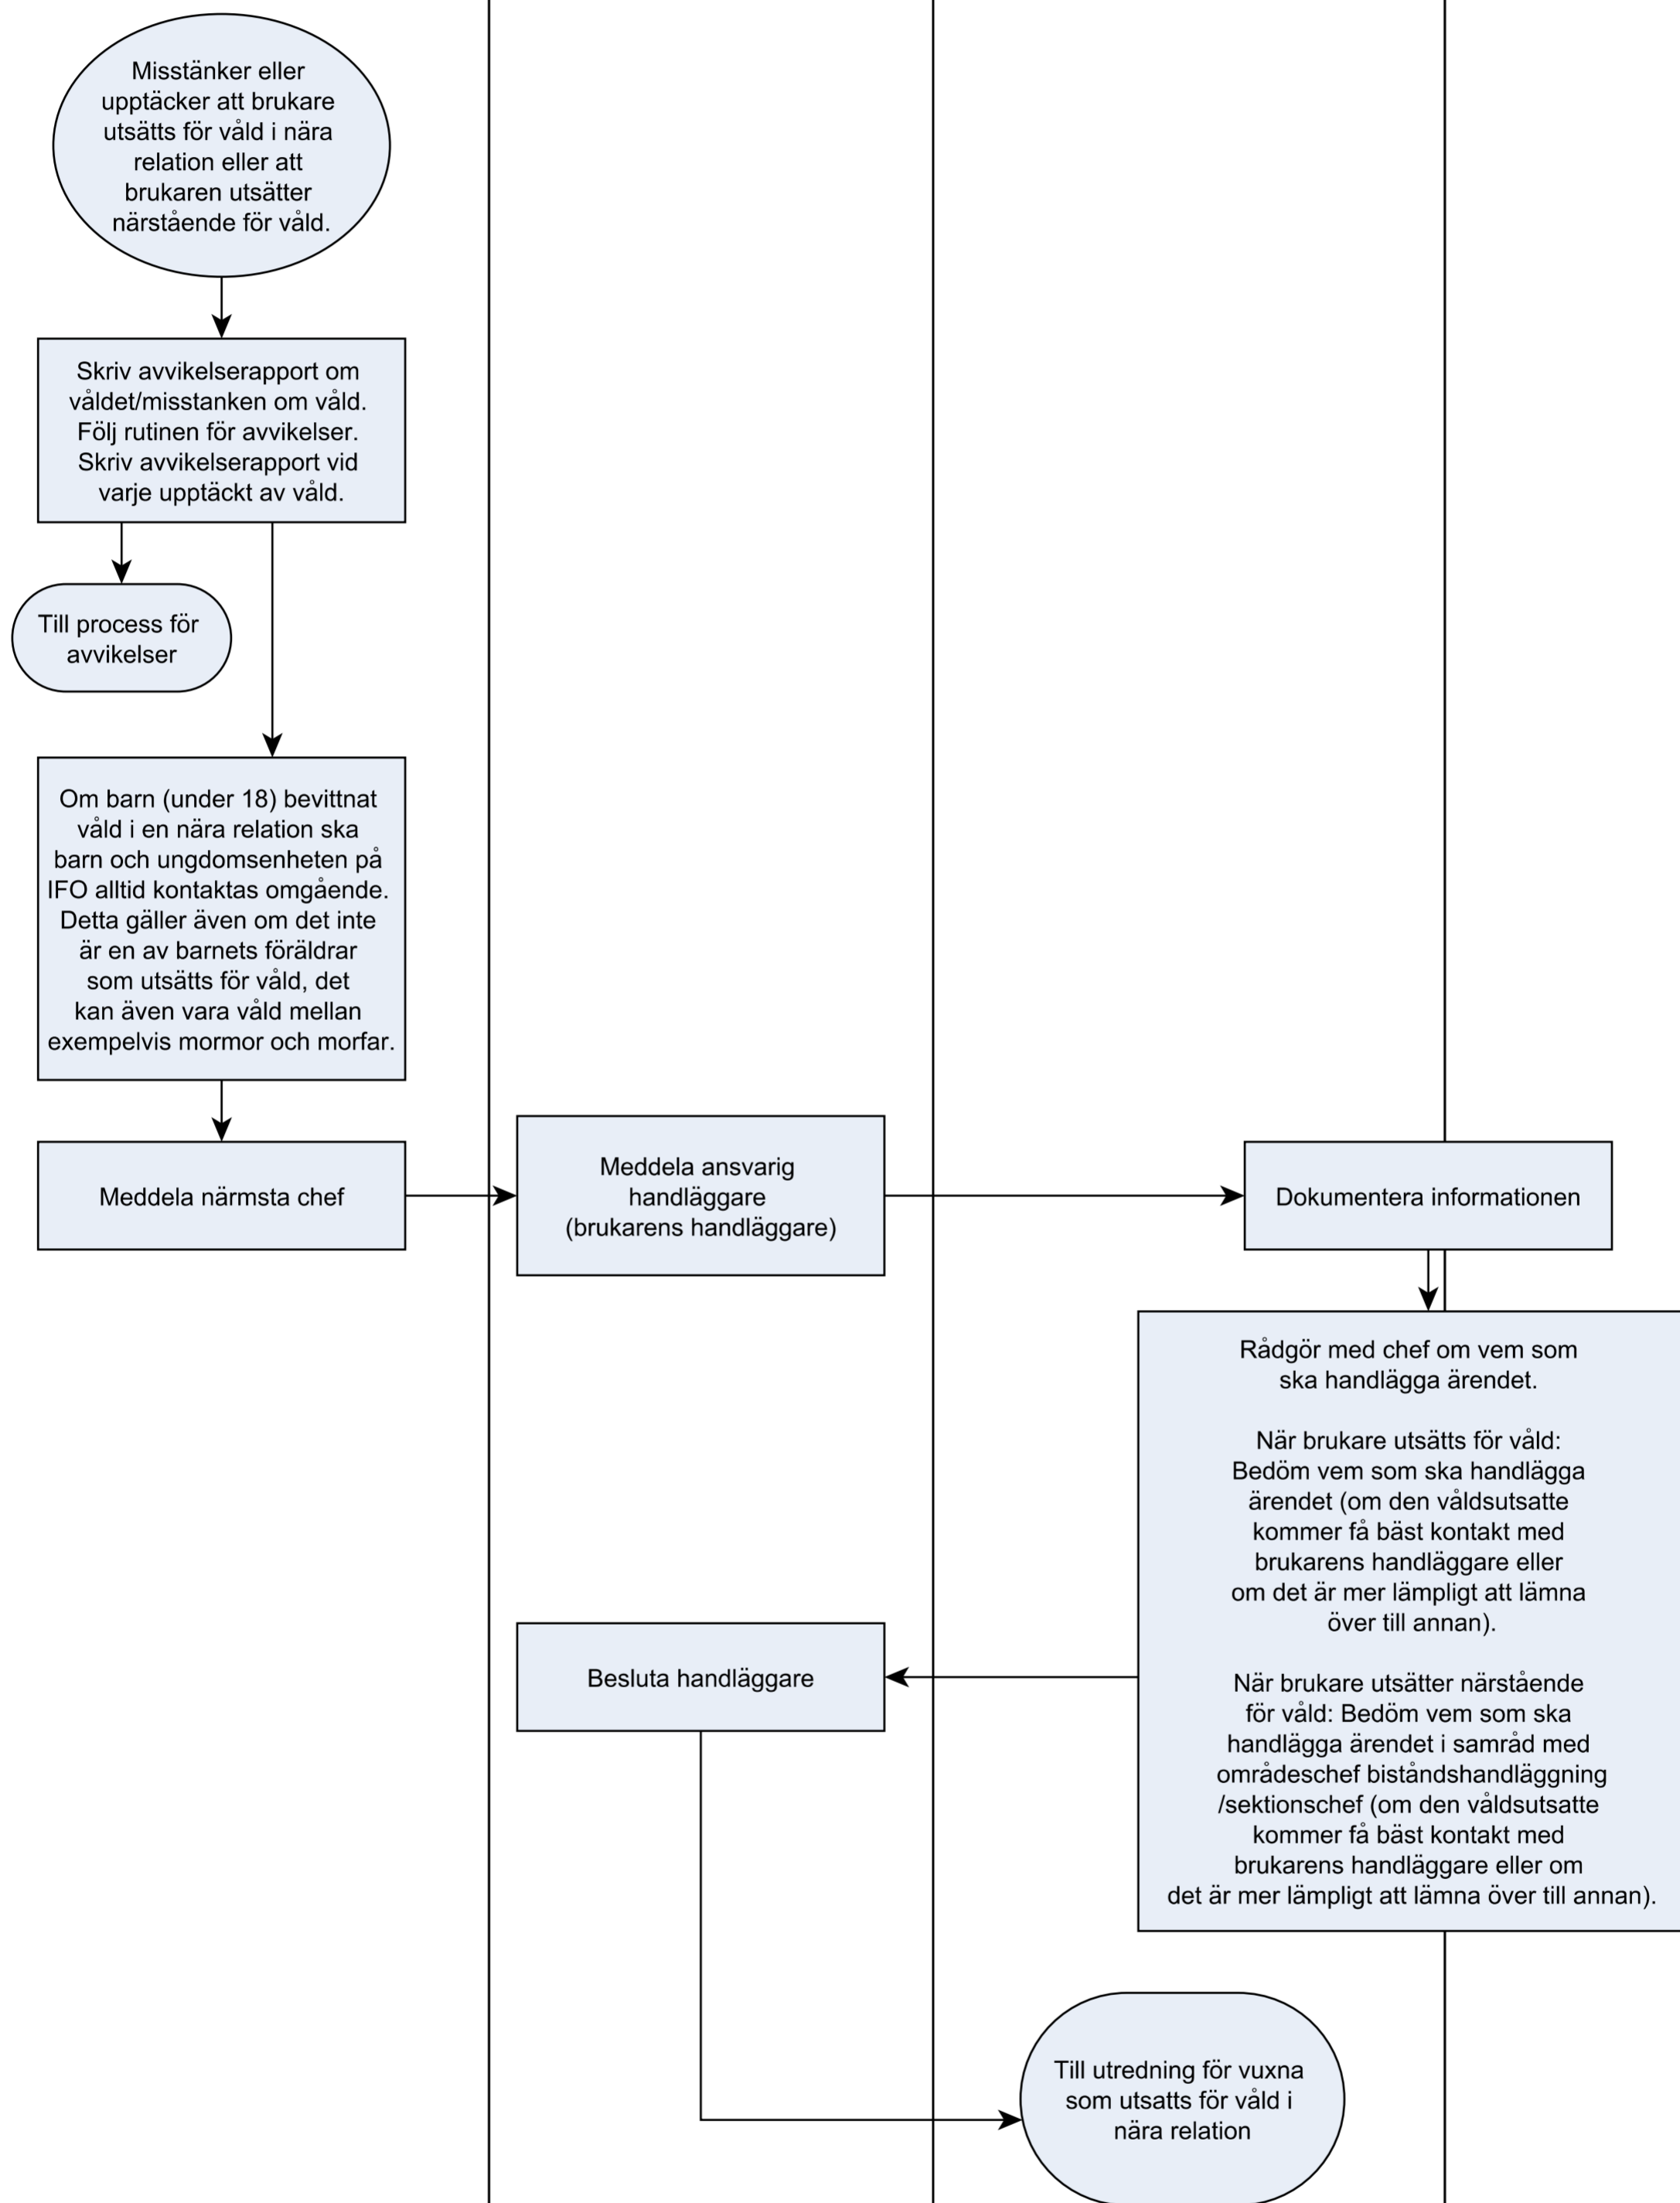 Misstänker eller
upptäcker att brukare
utsätts för våld i nära
relation eller att
brukaren utsätter
närstående för våld.
Skriv avvikelserapport om
våldet/misstanken om våld.
Följ rutinen för avvikelser.
Skriv avvikelserapport vid
varje upptäckt av våld.
Till process för
avvikelser
Om barn (under 18) bevittnat
våld i en nära relation ska
barn och ungdomsenheten på
IFO alltid kontaktas omgående.
Detta gäller även om det inte
är en av barnets föräldrar
som utsätts för våld, det
kan även vara våld mellan
exempelvis mormor och morfar.
Meddela närmsta chef
Meddela ansvarig
handläggare
(brukarens handläggare)
Dokumentera informationen
Rådgör med chef om vem som
ska handlägga ärendet.
När brukare utsätts för våld:
Bedöm vem som ska handlägga
ärendet (om den våldsutsatte
kommer få bäst kontakt med
brukarens handläggare eller
om det är mer lämpligt att lämna
över till annan).
När brukare utsätter närstående
för våld: Bedöm vem som ska
handlägga ärendet i samråd med
områdeschef biståndshandläggning
/sektionschef (om den våldsutsatte
kommer få bäst kontakt med
brukarens handläggare eller om
det är mer lämpligt att lämna över till annan).
Besluta handläggare
Till utredning för vuxna
som utsatts för våld i
nära relation